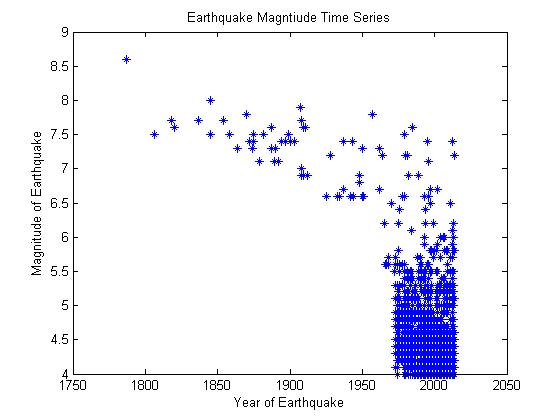 Earthquake Magntiude Time Series
9
8.5
8
7.5
7
6.5
6
5.5
5
4.5
4
Magnitude of Earthquake
1750 1800 1850 1900 1950 2000 2050
Year of Earthquake